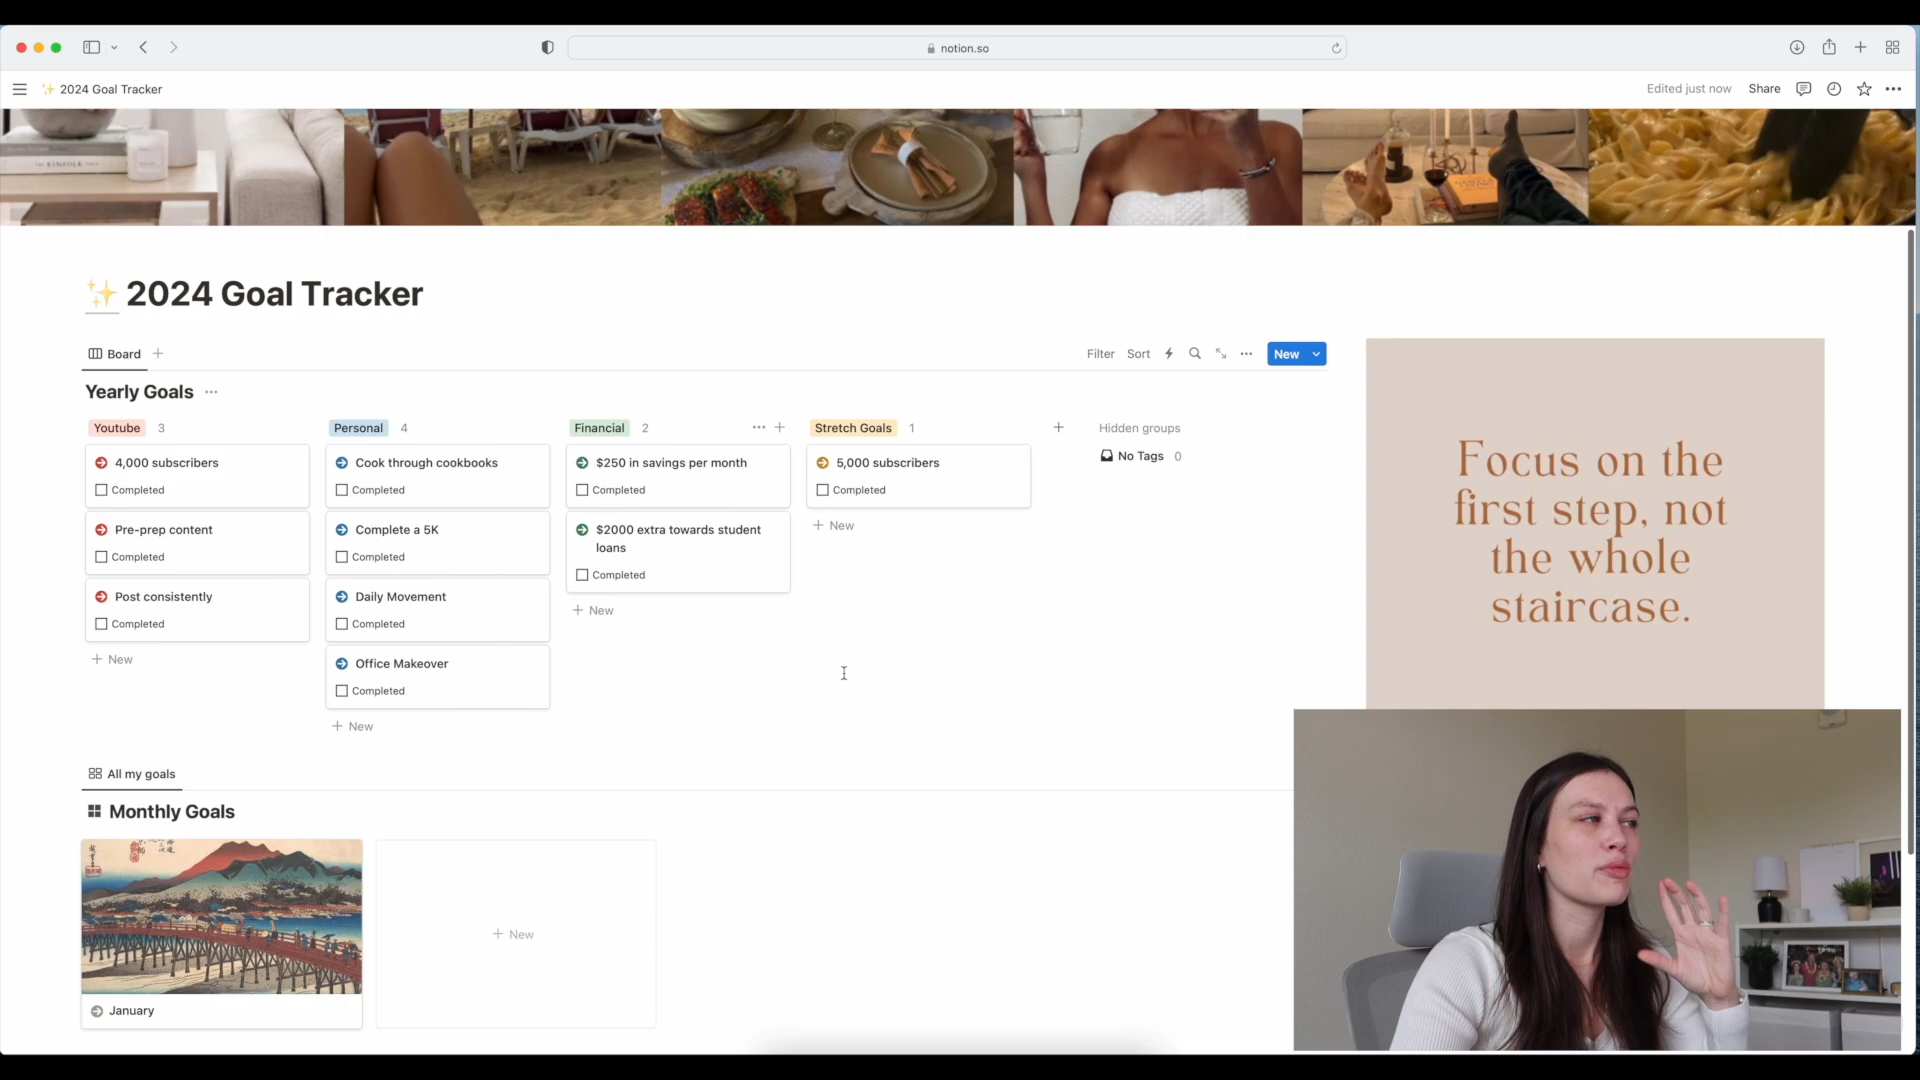 notion.so
✨ 2024 Goal Tracker
Edited just now
Share
THE KINFOLK TABLE
✨ 2024 Goal Tracker
Board
Filter
Sort
New
Yearly Goals
Youtube 3
4,000 subscribers
Completed
Pre-prep content
Completed
Post consistently
Completed
+ New
Personal 4
Cook through cookbooks
Completed
Complete a 5K
Completed
Daily Movement
Completed
Office Makeover
Completed
+ New
Financial 2
$250 in savings per month
Completed
$2000 extra towards student
loans
Completed
+ New
Stretch Goals 1
5,000 subscribers
Completed
+ New
Hidden groups
No Tags 0
Focus on the
first step, not
the whole
staircase.
All my goals
Monthly Goals
January
+ New